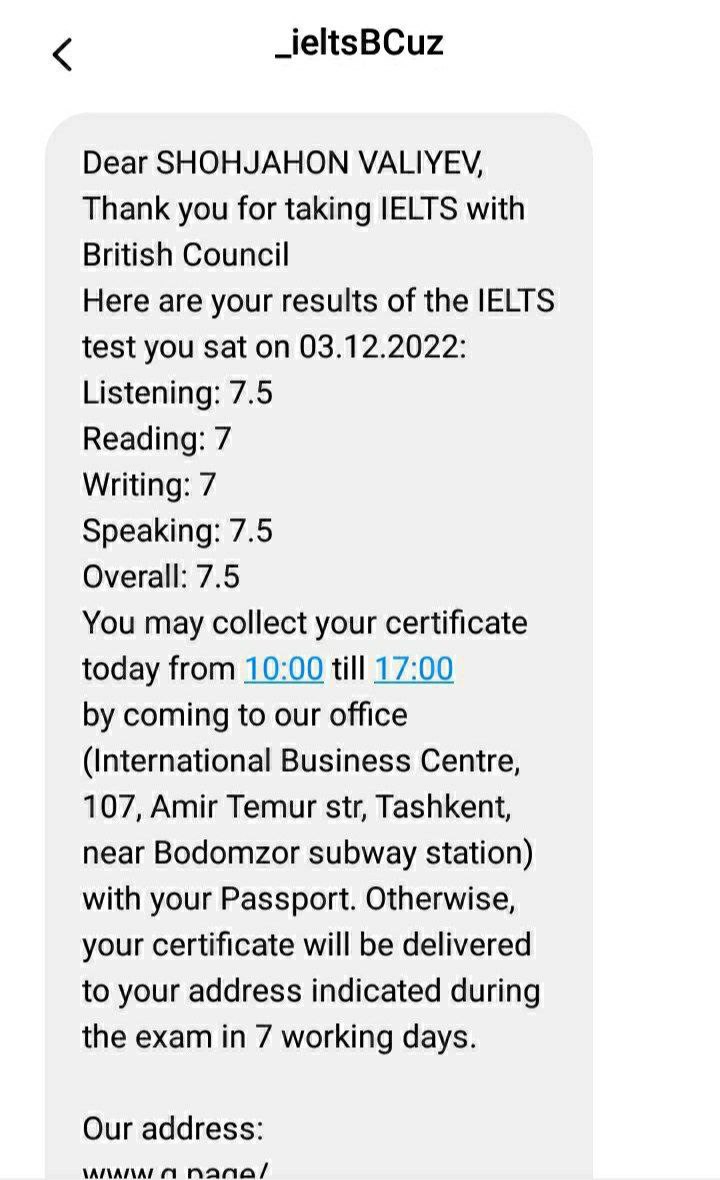 _ieltsBCuz
Dear SHOHJAHON VALIYEV,
Thank you for taking IELTS with
British Council
Here are your results of the IELTS
test you sat on 03.12.2022:
Listening: 7.5
Reading: 7
Writing: 7
Speaking: 7.5
Overall: 7.5
You may collect your certificate
today from 10:00 till 17:00
by coming to our office
(International Business Centre,
107, Amir Temur str, Tashkent,
near Bodomzor subway station)
with your Passport. Otherwise,
your certificate will be delivered
to your address indicated during
the exam in 7 working days.
Our address:
www.g.page/